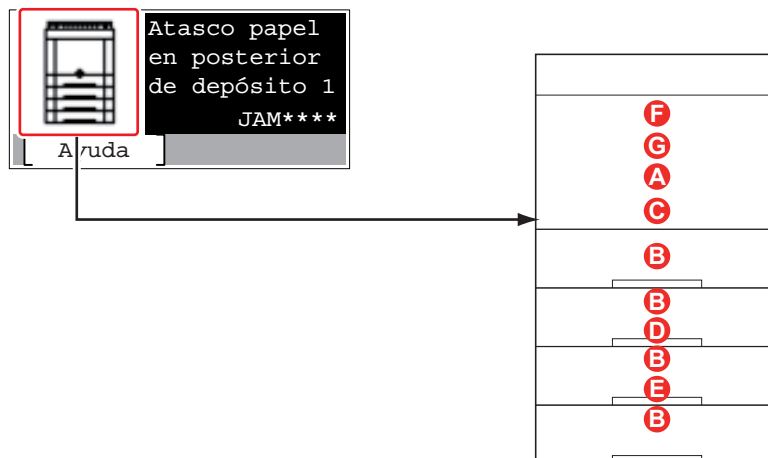 Atasco papel
en posterior
de depósito 1
JAM****
[ Ayuda ]
F
G
A
C
B
B
D
B
E
B